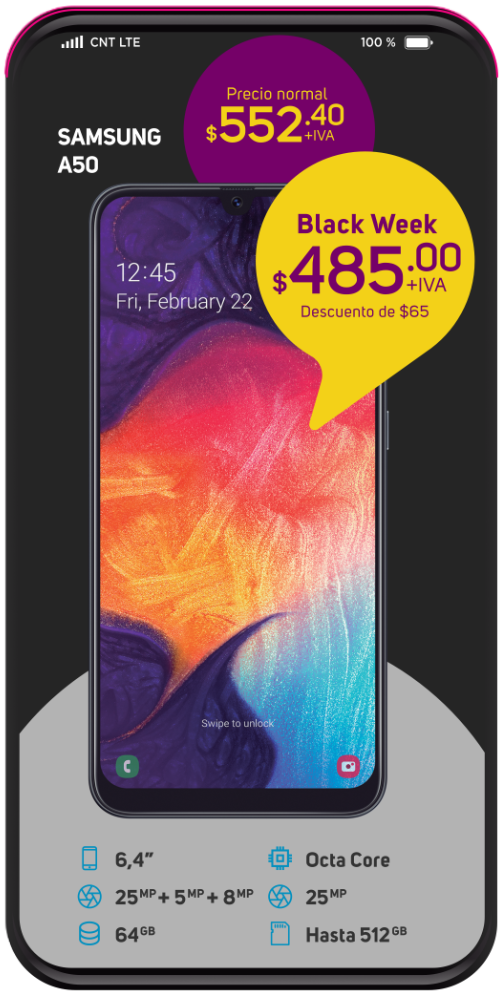 CNT LTE
100 %
Precio normal
$552.40
+IVA
SAMSUNG
A50
Black Week
$485.00
+IVA
Descuento de $65
12:45
Fri, February 22
Swipe to unlock
6,4”
Octa Core
25MP + 5MP + 8MP
25MP
64GB
Hasta 512GB